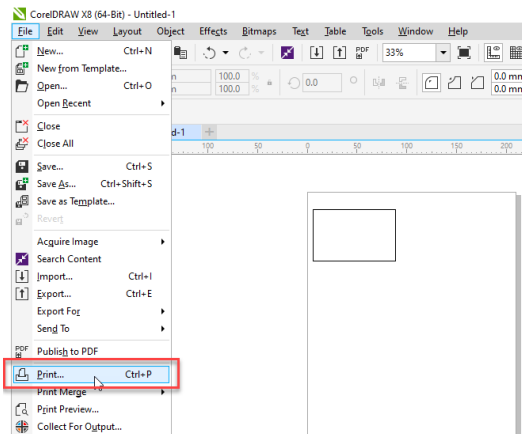 CorelDRAW X8 (64-Bit) - Untitled-1
File Edit View Layout Object Effects Bitmaps Text Table Tools Window Help
New... Ctrl+N
PDF 33%
New from Template...
100.0 % 0.0 0.0 mm
Open... Ctrl+O
100.0 % 0.0 mm
Open Recent
Close
d-1
Close All
100 50 0 50 100 150 200
Save... Ctrl+S
Save As... Ctrl+Shift+S
Save as Template...
Revert
Acquire Image
Search Content
Import... Ctrl+I
Export... Ctrl+E
Export For
Send To
PDF Publish to PDF
Print... Ctrl+P
Print Merge
Print Preview...
Collect For Output...